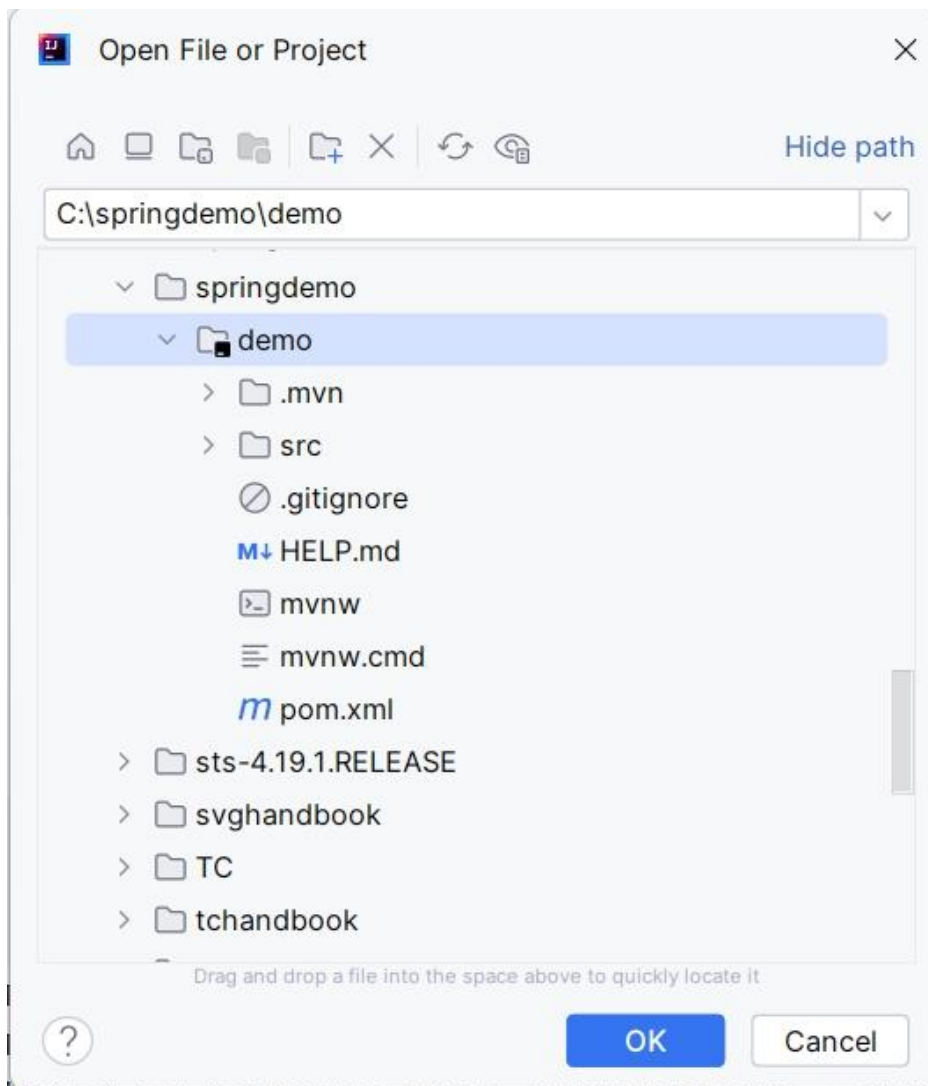 Open File or Project
Hide path
C:\springdemo\demo
springdemo
demo
.mvn
src
.gitignore
M↓ HELP.md
mvnw
mvnw.cmd
m pom.xml
sts-4.19.1.RELEASE
svghandbook
TC
tchandbook
Drag and drop a file into the space above to quickly locate it
? OK Cancel